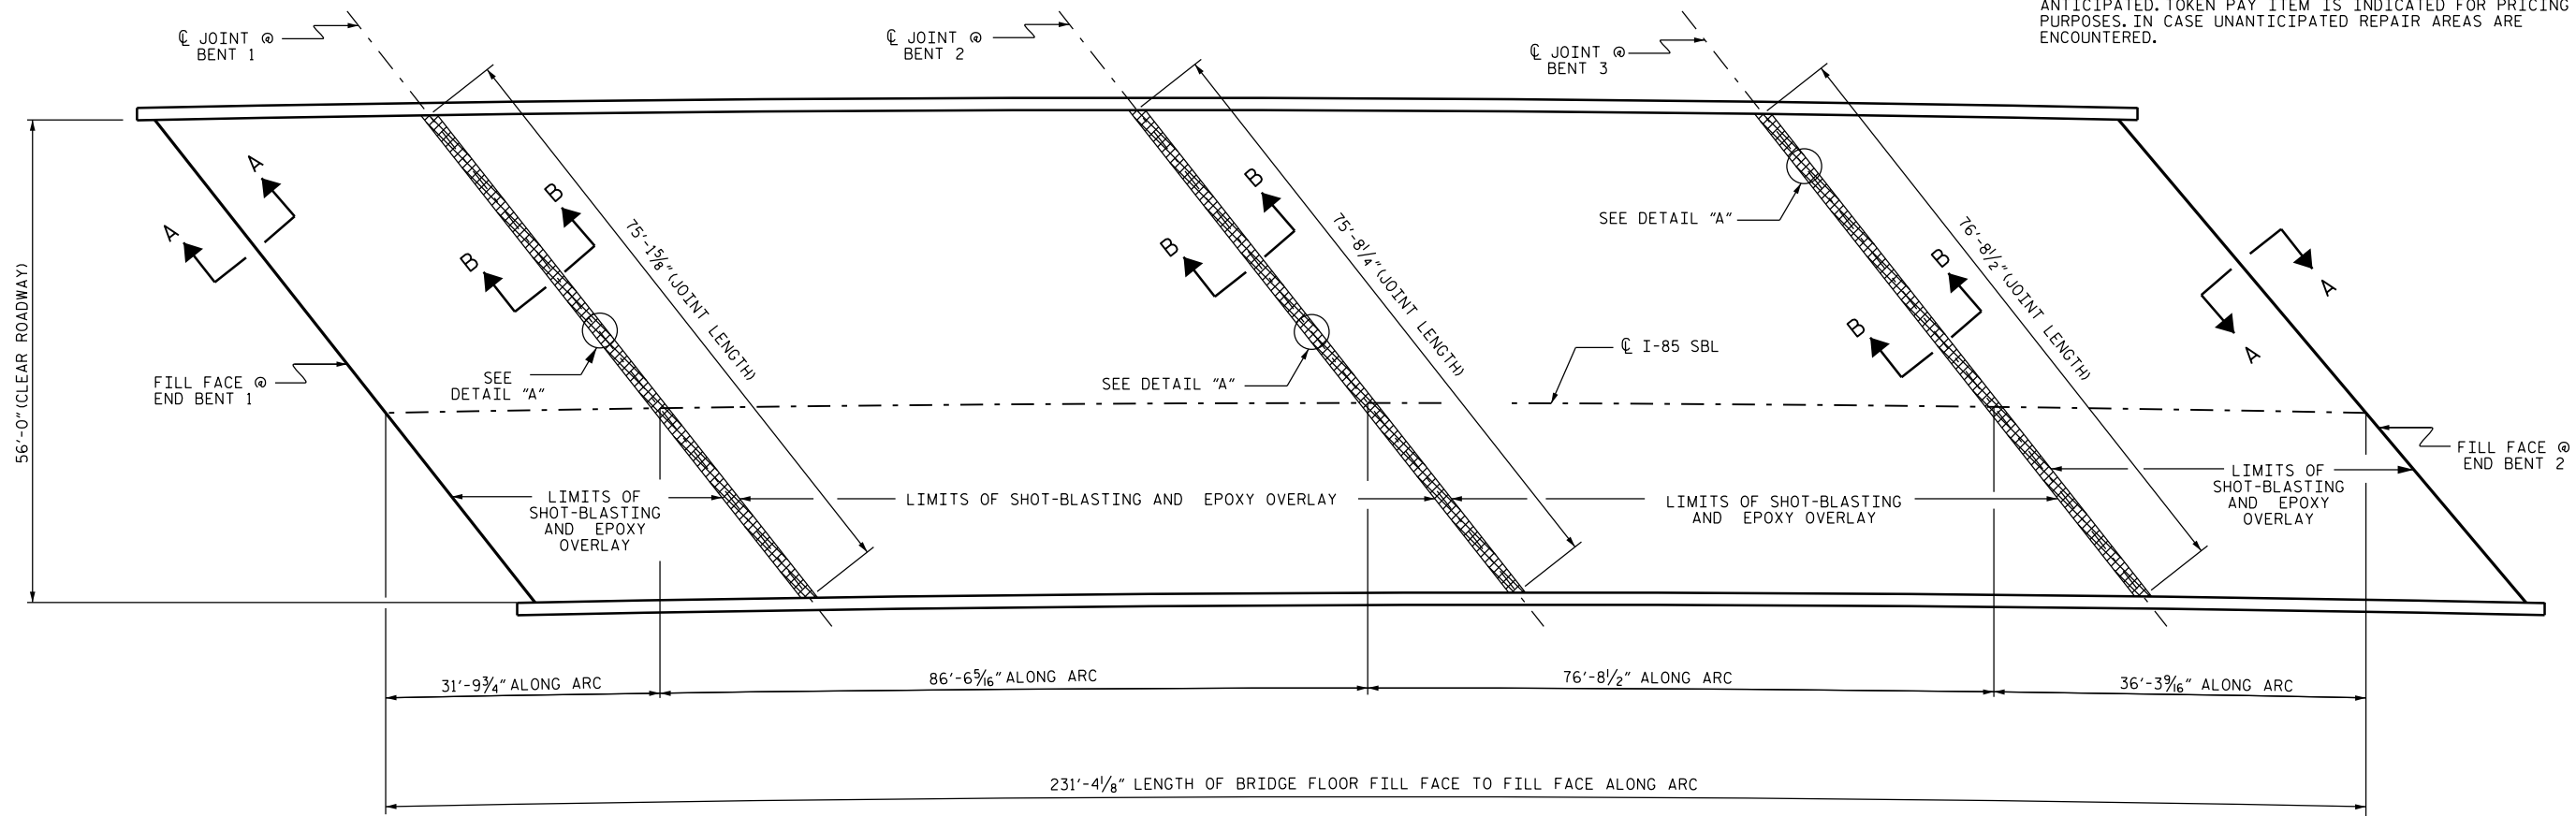 ANTICIPATED. TOKEN PAY ITEM IS INDICATED FOR PRICING
PURPOSES. IN CASE UNANTICIPATED REPAIR AREAS ARE
ENCOUNTERED.
℄ JOINT @
BENT 1
℄ JOINT @
BENT 2
℄ JOINT @
BENT 3
A
A
B
B
75'-1⅝" (JOINT LENGTH)
B
B
75'-8¼" (JOINT LENGTH)
SEE DETAIL "A"
B
B
76'-8½" (JOINT LENGTH)
A
A
56'-0" (CLEAR ROADWAY)
FILL FACE @
END BENT 1
SEE
DETAIL "A"
SEE DETAIL "A"
℄ I-85 SBL
FILL FACE @
END BENT 2
LIMITS OF
SHOT-BLASTING
AND EPOXY
OVERLAY
LIMITS OF SHOT-BLASTING AND EPOXY OVERLAY
LIMITS OF SHOT-BLASTING
AND EPOXY OVERLAY
LIMITS OF
SHOT-BLASTING
AND EPOXY
OVERLAY
31'-9¾" ALONG ARC
86'-6 5/16" ALONG ARC
76'-8½" ALONG ARC
36'-3 9/16" ALONG ARC
231'-4⅛" LENGTH OF BRIDGE FLOOR FILL FACE TO FILL FACE ALONG ARC